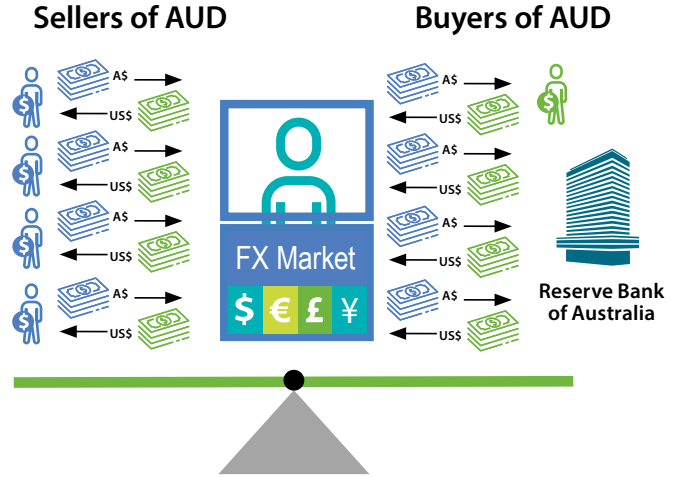 Sellers of AUD
Buyers of AUD
A$
US$
A$
US$
A$
US$
A$
US$
FX Market
$ € £ ¥
A$
US$
A$
US$
A$
US$
A$
US$
Reserve Bank
of Australia
$
$
$
$
$